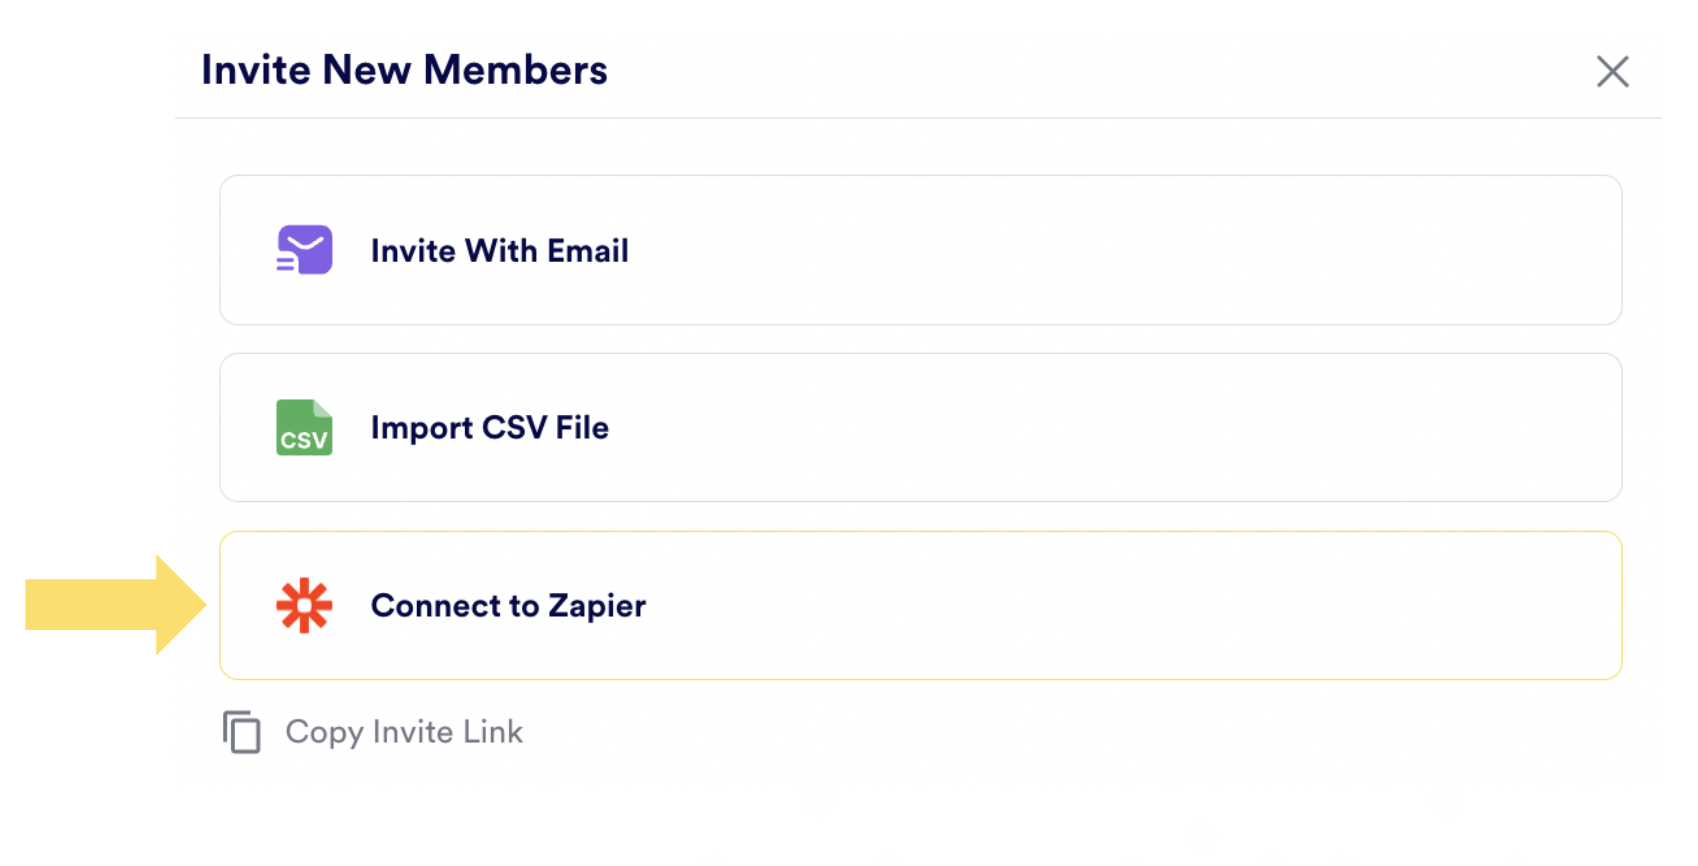 Invite New Members
Invite With Email
CSV
Import CSV File
Connect to Zapier
Copy Invite Link